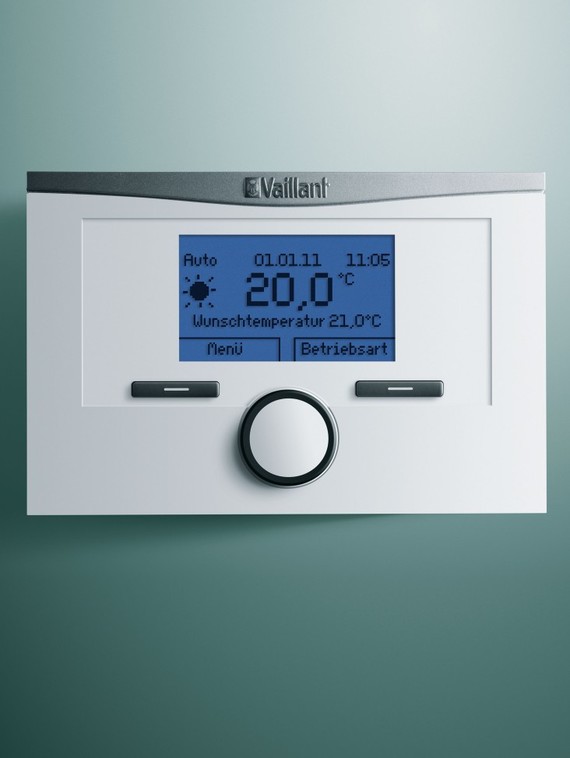 Vaillant
Auto 01.01.11 11:05
20,0 °C
Wunschtemperatur 21,0°C
Menü Betriebsart